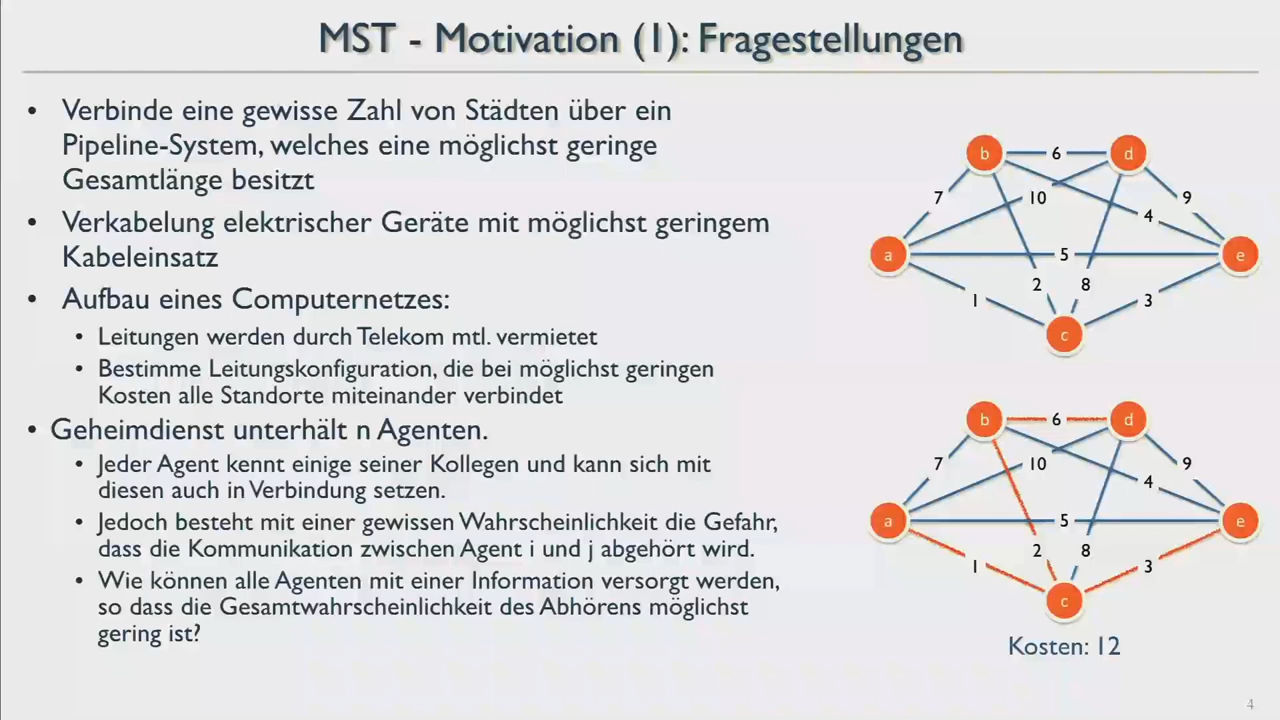 MST - Motivation (1): Fragestellungen
• Verbinde eine gewisse Zahl von Städten über ein
Pipeline-System, welches eine möglichst geringe
Gesamtlänge besitzt
• Verkabelung elektrischer Geräte mit möglichst geringem
Kabeleinsatz
• Aufbau eines Computernetzes:
• Leitungen werden durch Telekom mtl. vermietet
• Bestimme Leitungskonfiguration, die bei möglichst geringen
Kosten alle Standorte miteinander verbindet
• Geheimdienst unterhält n Agenten.
• Jeder Agent kennt einige seiner Kollegen und kann sich mit
diesen auch in Verbindung setzen.
• Jedoch besteht mit einer gewissen Wahrscheinlichkeit die Gefahr,
dass die Kommunikation zwischen Agent i und j abgehört wird.
• Wie können alle Agenten mit einer Information versorgt werden,
so dass die Gesamtwahrscheinlichkeit des Abhörens möglichst
gering ist?
b 6 d
7 10 4 9
a 5 e
2 8
1 3
c
b 6 d
7 10 4 9
a 5 e
2 8
1 3
c
Kosten: 12
4